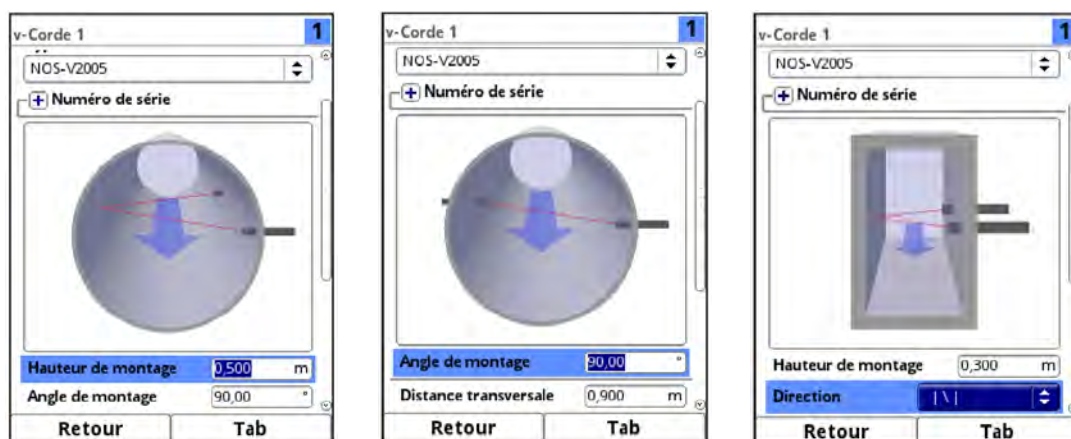 v-Corde 1
1
NOS-V2005
+ Numéro de série
Hauteur de montage 0,500 m
Angle de montage 90,00 °
Retour Tab
v-Corde 1
1
NOS-V2005
+ Numéro de série
Angle de montage 90,00 °
Distance transversale 0,900 m
Retour Tab
v-Corde 1
1
NOS-V2005
+ Numéro de série
Hauteur de montage 0,300 m
Direction | \ |
Retour Tab